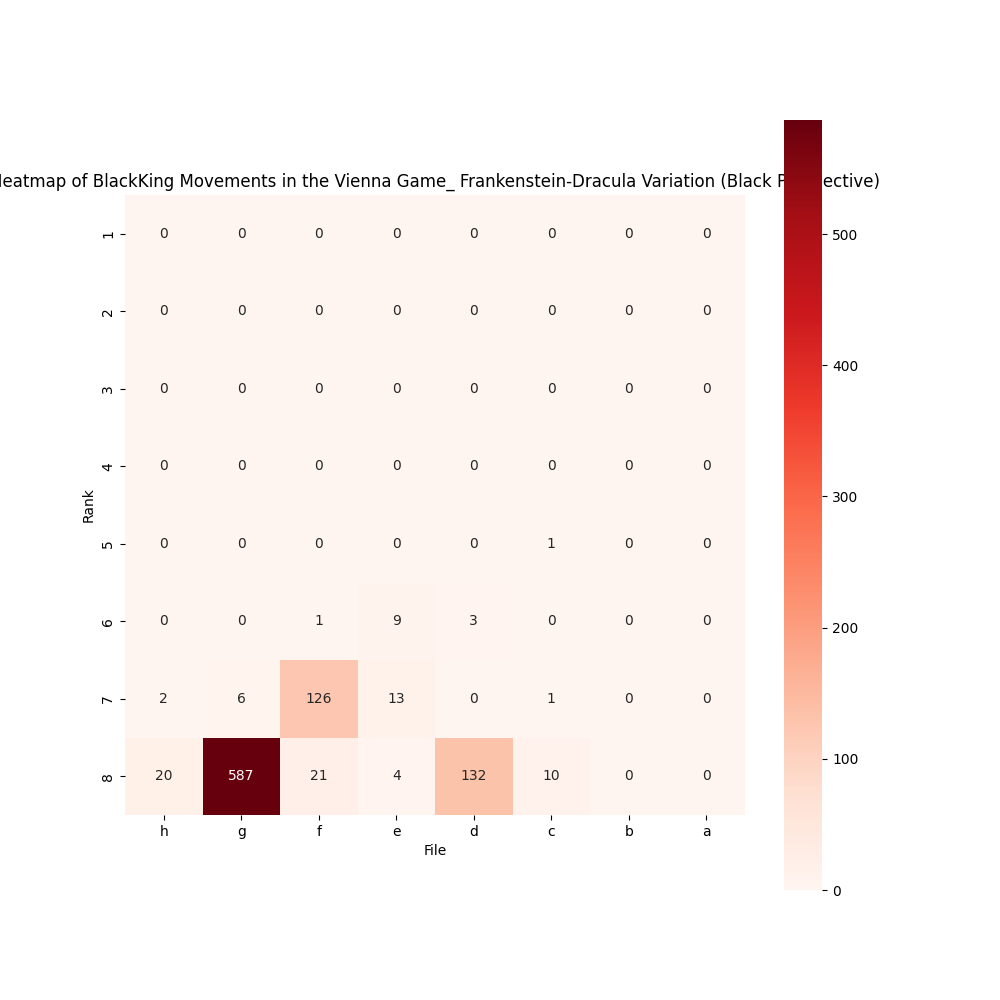 eatmap of BlackKing Movements in the Vienna Game_ Frankenstein-Dracula Variation (Black ective)
1 0 0 0 0 0 0 0 0
500
2 0 0 0 0 0 0 0 0
400
3 0 0 0 0 0 0 0 0
4 0 0 0 0 0 0 0 0
300
Rank
5 0 0 0 0 0 1 0 0
6 0 0 1 9 3 0 0 0
200
7 2 6 126 13 0 1 0 0
100
8 20 587 21 4 132 10 0 0
h g f e d c b a
File
0